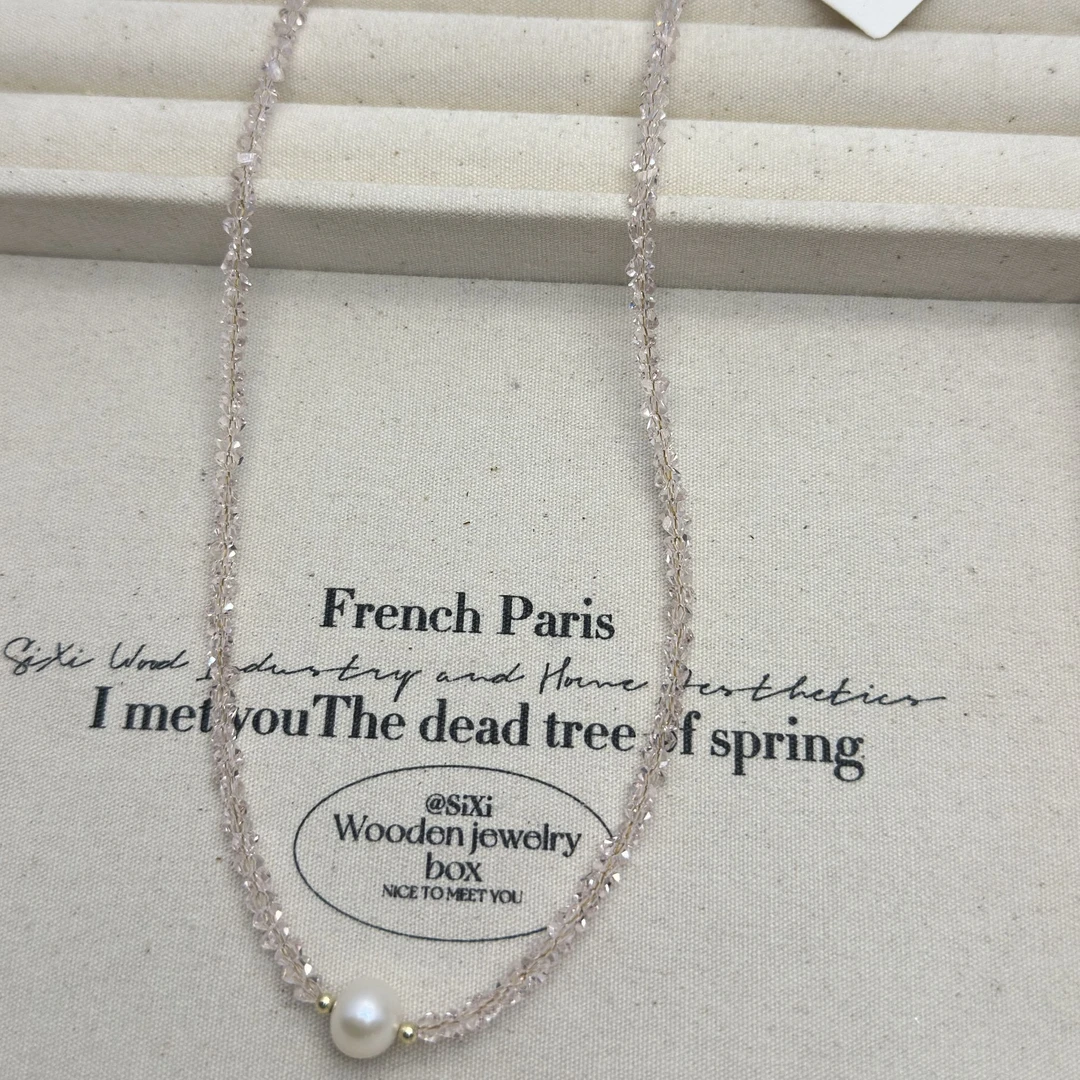 French Paris
SiXi Wood Industry and Home Aesthetics
I met youThe dead tree of spring
@SiXi
Wooden jewelry
box
NICE TO MEET YOU